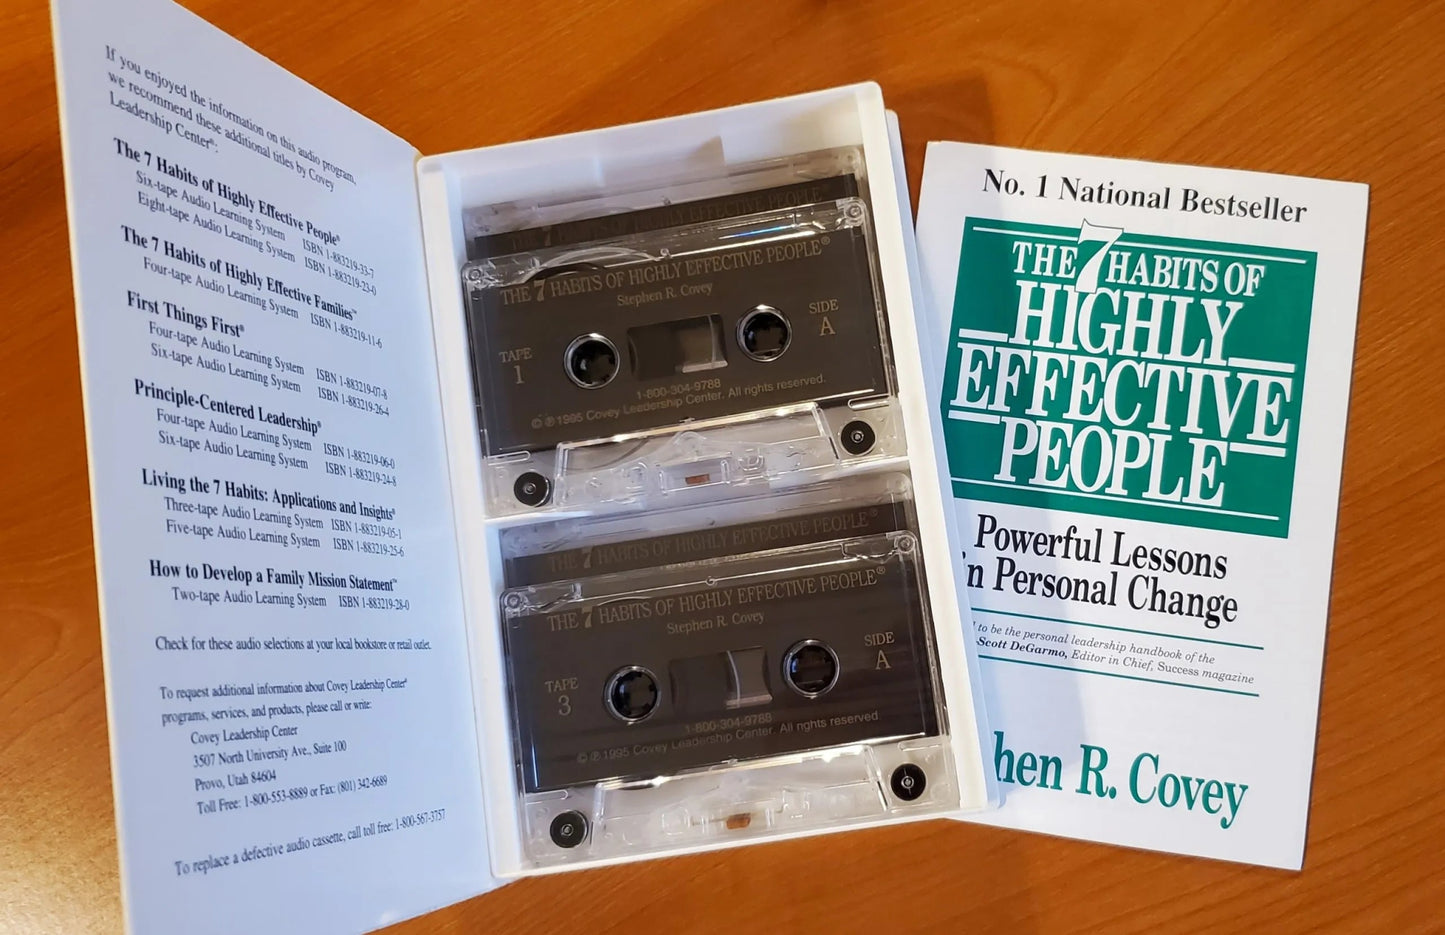 If you enjoyed the information on this audio program,
we recommend these additional titles by Covey
Leadership Center®:
The 7 Habits of Highly Effective People®
Six-tape Audio Learning System ISBN 1-883219-33-7
Eight-tape Audio Learning System ISBN 1-883219-23-0
The 7 Habits of Highly Effective Families™
Four-tape Audio Learning System ISBN 1-883219-11-6
First Things First®
Four-tape Audio Learning System ISBN 1-883219-07-8
Six-tape Audio Learning System ISBN 1-883219-26-4
Principle-Centered Leadership®
Four-tape Audio Learning System ISBN 1-883219-06-0
Six-tape Audio Learning System ISBN 1-883219-24-8
Living the 7 Habits: Applications and Insights®
Three-tape Audio Learning System ISBN 1-883219-05-1
Five-tape Audio Learning System ISBN 1-883219-25-6
How to Develop a Family Mission Statement™
Two-tape Audio Learning System ISBN 1-883219-28-0
Check for these audio selections at your local bookstore or retail outlet.
To request additional information about Covey Leadership Center®
programs, services, and products, please call or write:
Covey Leadership Center
3507 North University Ave., Suite 100
Provo, Utah 84604
Toll Free: 1-800-553-8889 or Fax: (801) 342-6689
To replace a defective audio cassette, call toll free: 1-800-567-3757
THE 7 HABITS OF HIGHLY EFFECTIVE PEOPLE®
THE 7 HABITS OF HIGHLY EFFECTIVE PEOPLE®
Stephen R. Covey
SIDE
A
TAPE
1
1-800-304-9788
© ℗ 1995 Covey Leadership Center. All rights reserved.
THE 7 HABITS OF HIGHLY EFFECTIVE PEOPLE®
THE 7 HABITS OF HIGHLY EFFECTIVE PEOPLE®
Stephen R. Covey
SIDE
A
TAPE
3
1-800-304-9788
© ℗ 1995 Covey Leadership Center. All rights reserved
No. 1 National Bestseller
THE 7 HABITS OF
HIGHLY
EFFECTIVE
PEOPLE
Powerful Lessons
n Personal Change
to be the personal leadership handbook of the
-Scott DeGarmo, Editor in Chief, Success magazine
hen R. Covey